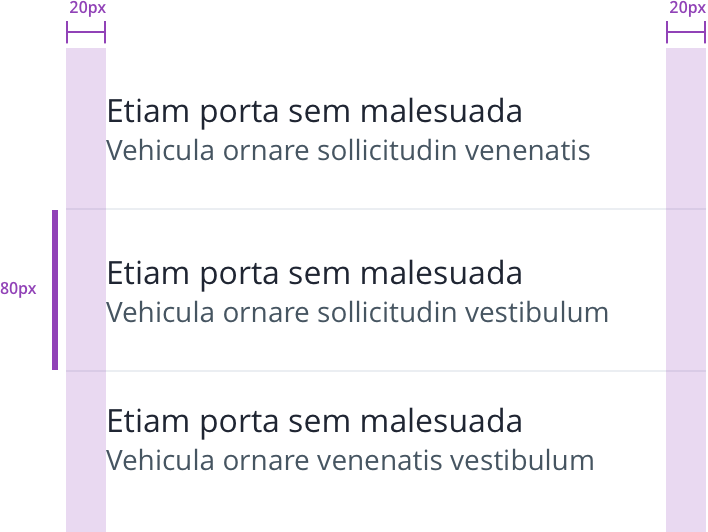 20px 20px
Etiam porta sem malesuada
Vehicula ornare sollicitudin venenatis
80px
Etiam porta sem malesuada
Vehicula ornare sollicitudin vestibulum
Etiam porta sem malesuada
Vehicula ornare venenatis vestibulum